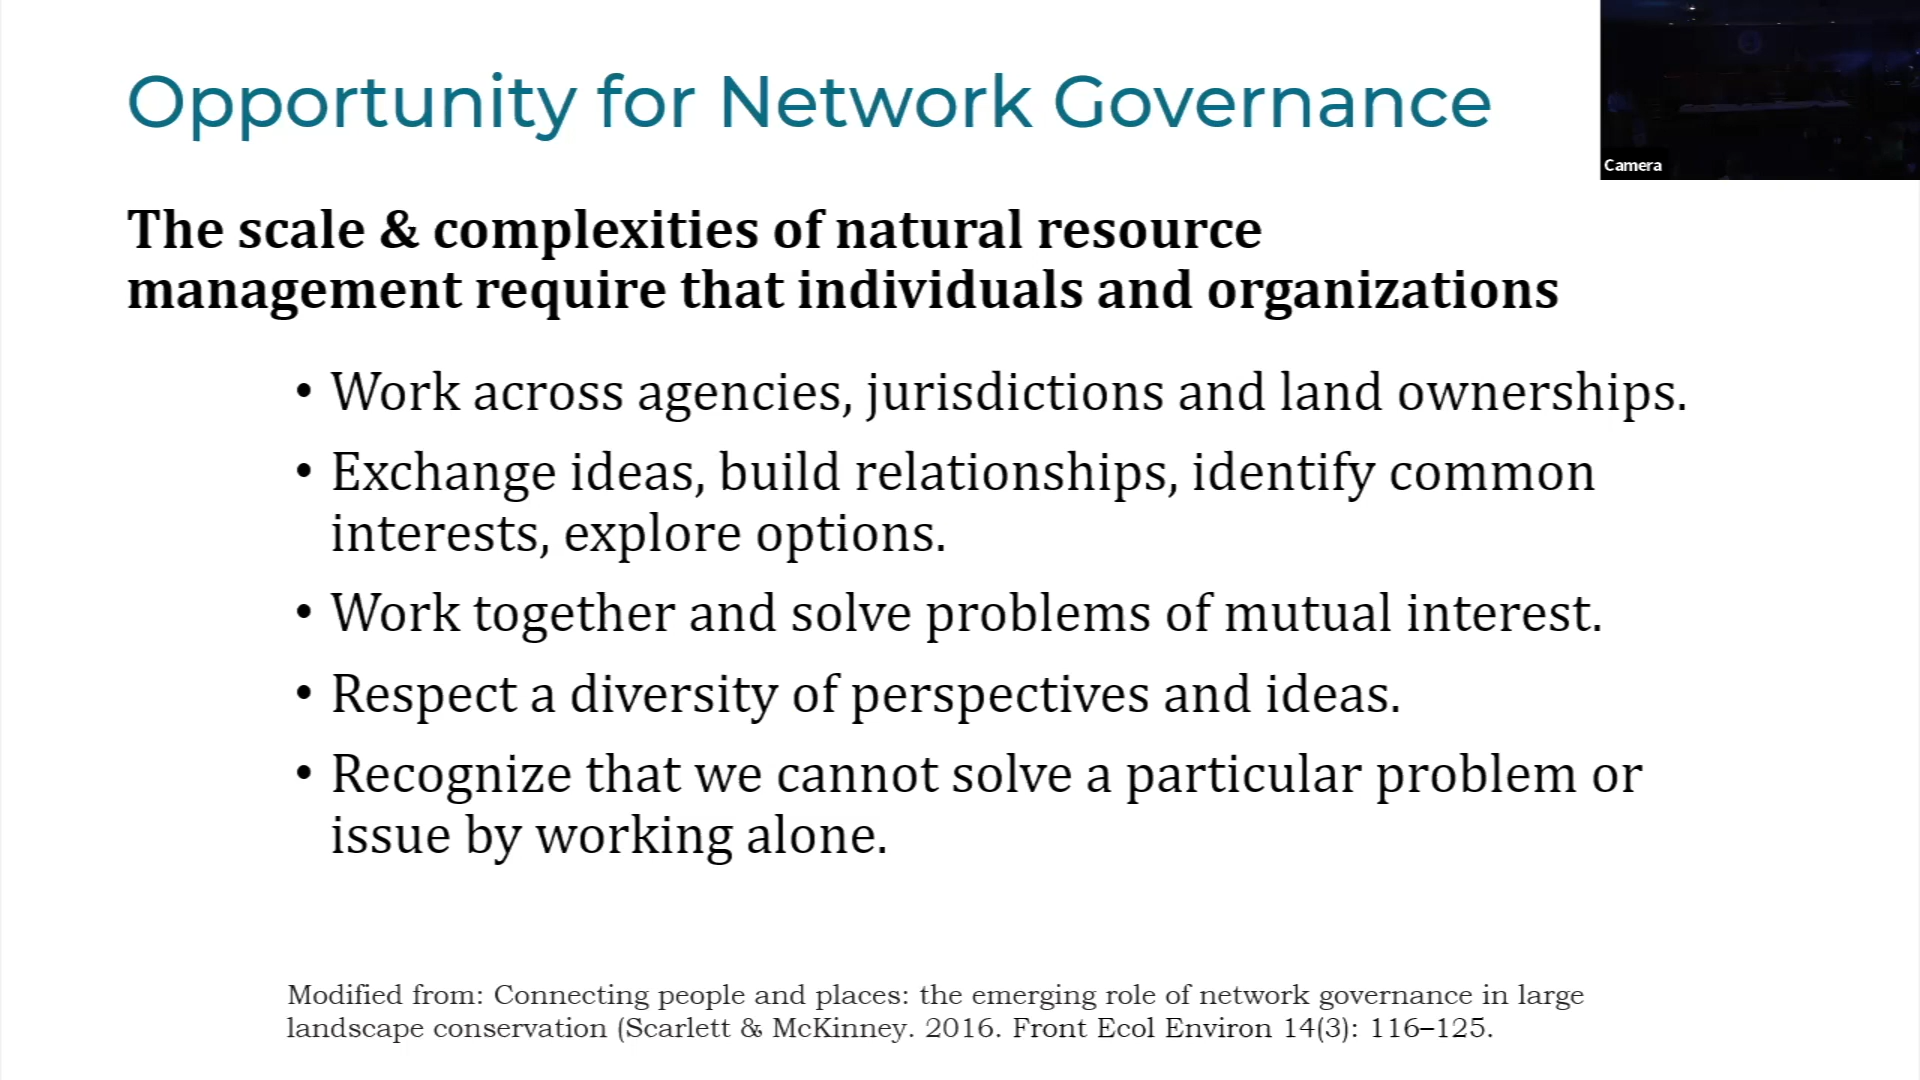 Opportunity for Network Governance
Camera
The scale & complexities of natural resource
management require that individuals and organizations
• Work across agencies, jurisdictions and land ownerships.
• Exchange ideas, build relationships, identify common
interests, explore options.
• Work together and solve problems of mutual interest.
• Respect a diversity of perspectives and ideas.
• Recognize that we cannot solve a particular problem or
issue by working alone.
Modified from: Connecting people and places: the emerging role of network governance in large
landscape conservation (Scarlett & McKinney. 2016. Front Ecol Environ 14(3): 116–125.